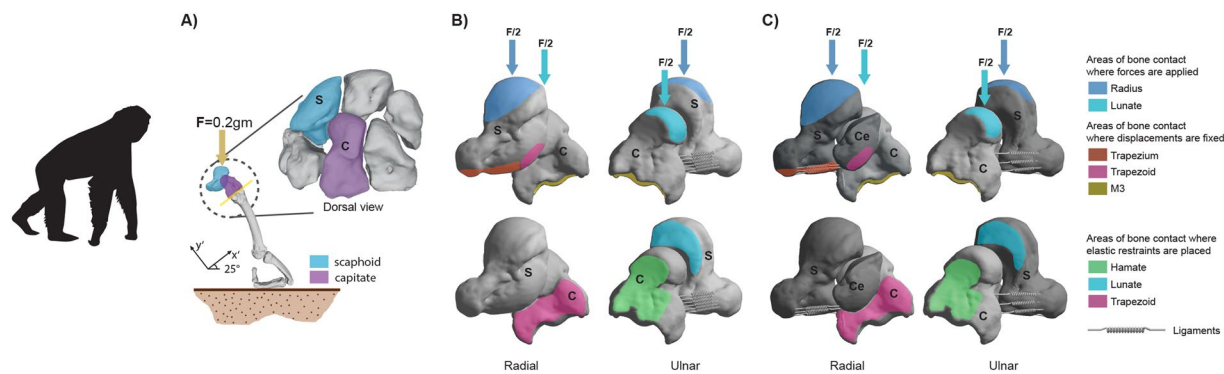 A)
S
C
F=0.2gm
Dorsal view
y'
x'
25°
scaphoid
capitate
B)
F/2
F/2
F/2
S
C
S
C
S
C
S
C
Radial
Ulnar
C)
F/2
F/2
F/2
S
Ce
C
S
C
S
Ce
C
S
C
Radial
Ulnar
Areas of bone contact
where forces are applied
Radius
Lunate
Areas of bone contact
where displacements are fixed
Trapezium
Trapezoid
M3
Areas of bone contact where
elastic restraints are placed
Hamate
Lunate
Trapezoid
Ligaments